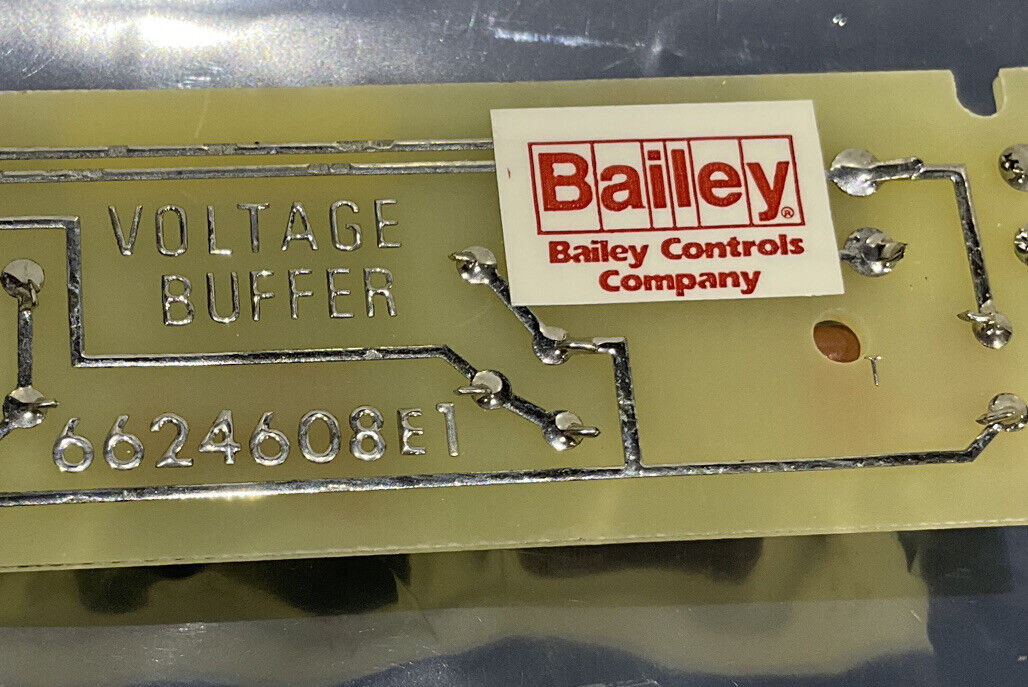 VOLTAGE
BUFFER
Bailey®
Bailey Controls
Company
T
6624608E1